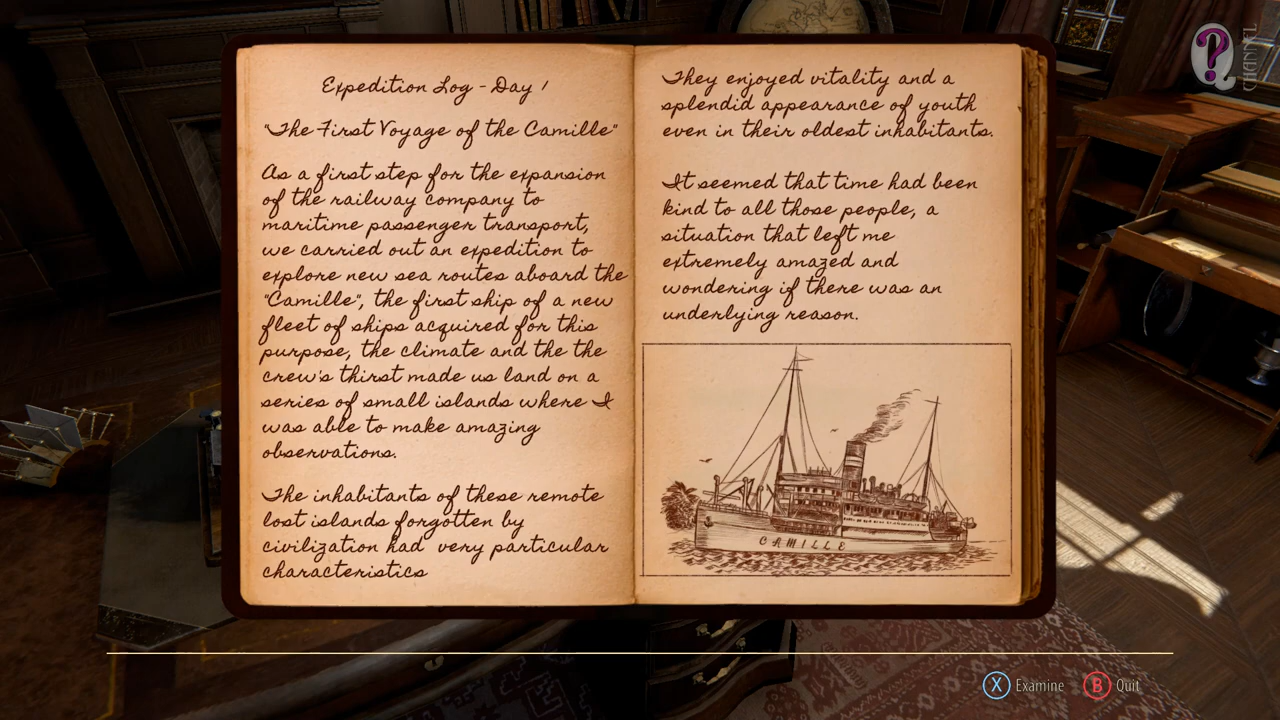 Expedition Log - Day 1
"The First Voyage of the Camille"
As a first step for the expansion
of the railway company to
maritime passenger transport,
we carried out an expedition to
explore new sea routes aboard the
"Camille", the first ship of a new
fleet of ships acquired for this
purpose, the climate and the the
crew's thirst made us land on a
series of small islands where I
was able to make amazing
observations.
The inhabitants of these remote
lost islands forgotten by
civilization had very particular
characteristics
They enjoyed vitality and a
splendid appearance of youth
even in their oldest inhabitants.
It seemed that time had been
kind to all those people, a
situation that left me
extremely amazed and
wondering if there was an
underlying reason.
CAMILLE
? CHANNEL
X Examine B Quit